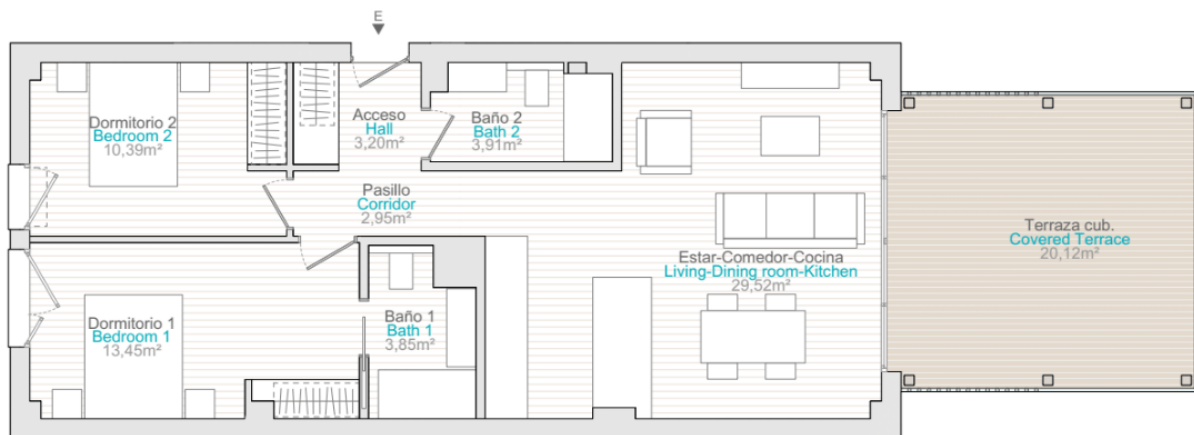 E
Dormitorio 2
Bedroom 2
10,39m²
Acceso
Hall
3,20m²
Baño 2
Bath 2
3,91m²
Pasillo
Corridor
2,95m²
Estar-Comedor-Cocina
Living-Dining room-Kitchen
29,52m²
Terraza cub.
Covered Terrace
20,12m²
Dormitorio 1
Bedroom 1
13,45m²
Baño 1
Bath 1
3,85m²